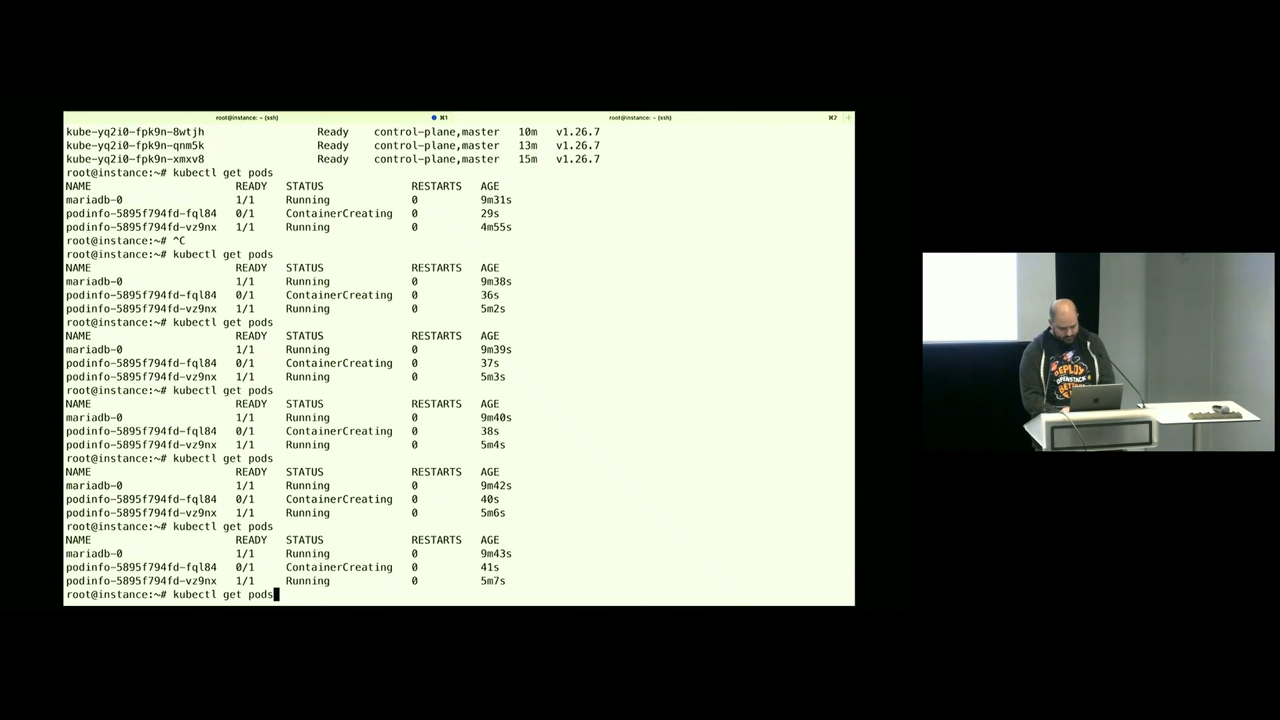 root@instance: ~ (ssh)
⌘1
root@instance: ~ (ssh)
⌘2
+
kube-yq2i0-fpk9n-8wtjh Ready control-plane,master 10m v1.26.7
kube-yq2i0-fpk9n-qnm5k Ready control-plane,master 13m v1.26.7
kube-yq2i0-fpk9n-xmxv8 Ready control-plane,master 15m v1.26.7
root@instance:~# kubectl get pods
NAME READY STATUS RESTARTS AGE
mariadb-0 1/1 Running 0 9m31s
podinfo-5895f794fd-fql84 0/1 ContainerCreating 0 29s
podinfo-5895f794fd-vz9nx 1/1 Running 0 4m55s
root@instance:~# ^C
root@instance:~# kubectl get pods
NAME READY STATUS RESTARTS AGE
mariadb-0 1/1 Running 0 9m38s
podinfo-5895f794fd-fql84 0/1 ContainerCreating 0 36s
podinfo-5895f794fd-vz9nx 1/1 Running 0 5m2s
root@instance:~# kubectl get pods
NAME READY STATUS RESTARTS AGE
mariadb-0 1/1 Running 0 9m39s
podinfo-5895f794fd-fql84 0/1 ContainerCreating 0 37s
podinfo-5895f794fd-vz9nx 1/1 Running 0 5m3s
root@instance:~# kubectl get pods
NAME READY STATUS RESTARTS AGE
mariadb-0 1/1 Running 0 9m40s
podinfo-5895f794fd-fql84 0/1 ContainerCreating 0 38s
podinfo-5895f794fd-vz9nx 1/1 Running 0 5m4s
root@instance:~# kubectl get pods
NAME READY STATUS RESTARTS AGE
mariadb-0 1/1 Running 0 9m42s
podinfo-5895f794fd-fql84 0/1 ContainerCreating 0 40s
podinfo-5895f794fd-vz9nx 1/1 Running 0 5m6s
root@instance:~# kubectl get pods
NAME READY STATUS RESTARTS AGE
mariadb-0 1/1 Running 0 9m43s
podinfo-5895f794fd-fql84 0/1 ContainerCreating 0 41s
podinfo-5895f794fd-vz9nx 1/1 Running 0 5m7s
root@instance:~# kubectl get pods
DEPLOY
OPENSTACK
BETTER